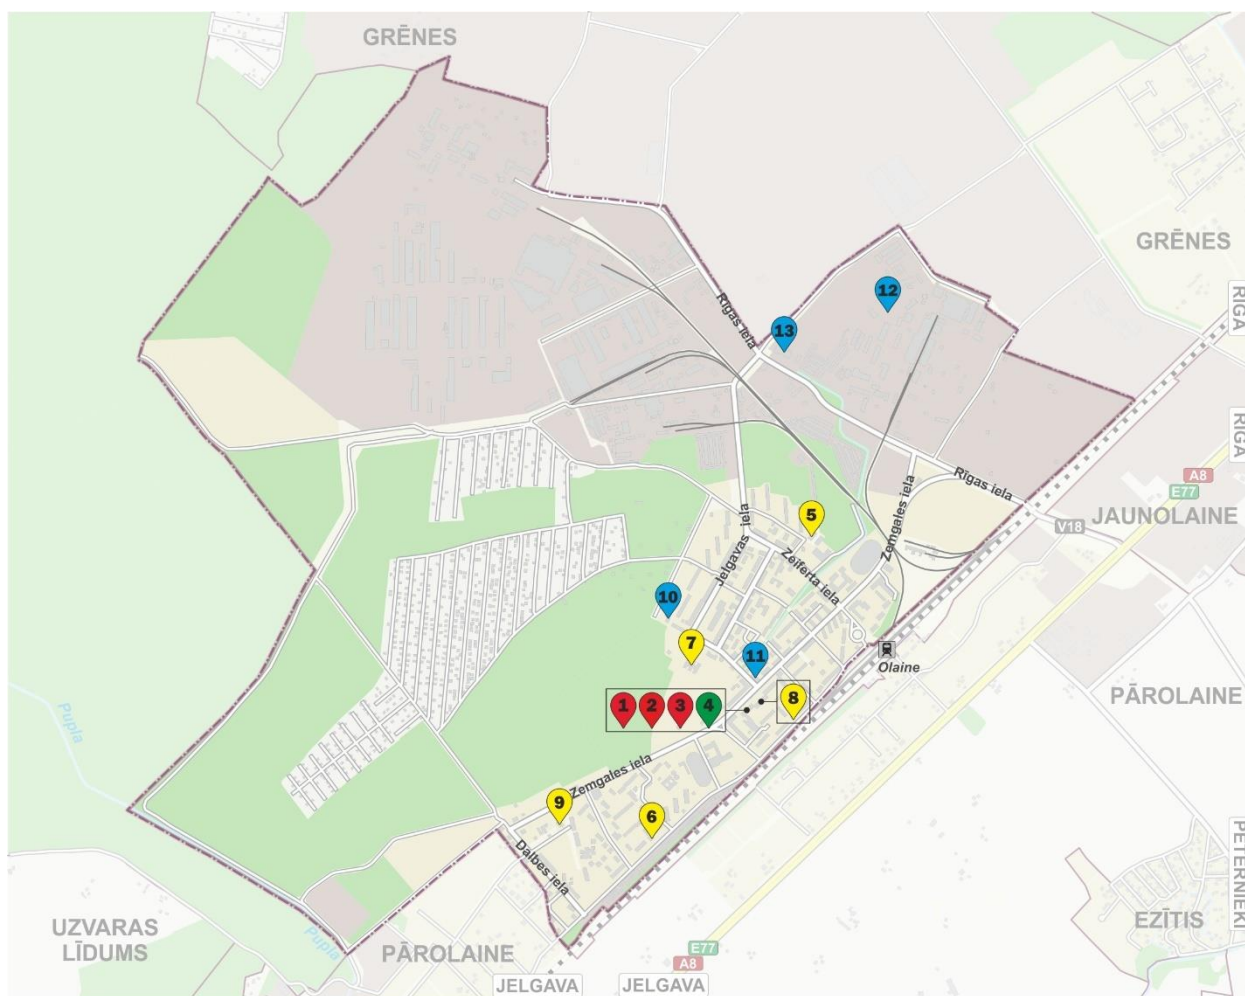 GRĒNES
GRĒNES
12
RĪGA
13
Rīgas iela
RĪGA
A8
E77
Rīgas iela
JAUNOLAINE
V18
5
Zemgales iela
Jelgavas iela
Zeiferta iela
10
7
11
Olaine
PĀROLAINE
1 2 3 4
8
Pupla
Zemgales iela
9
6
Dalbes iela
PĒTERNIEKI
EZĪTIS
UZVARAS
LĪDUMS
Pupla
PĀROLAINE
E77
A8
JELGAVA
JELGAVA